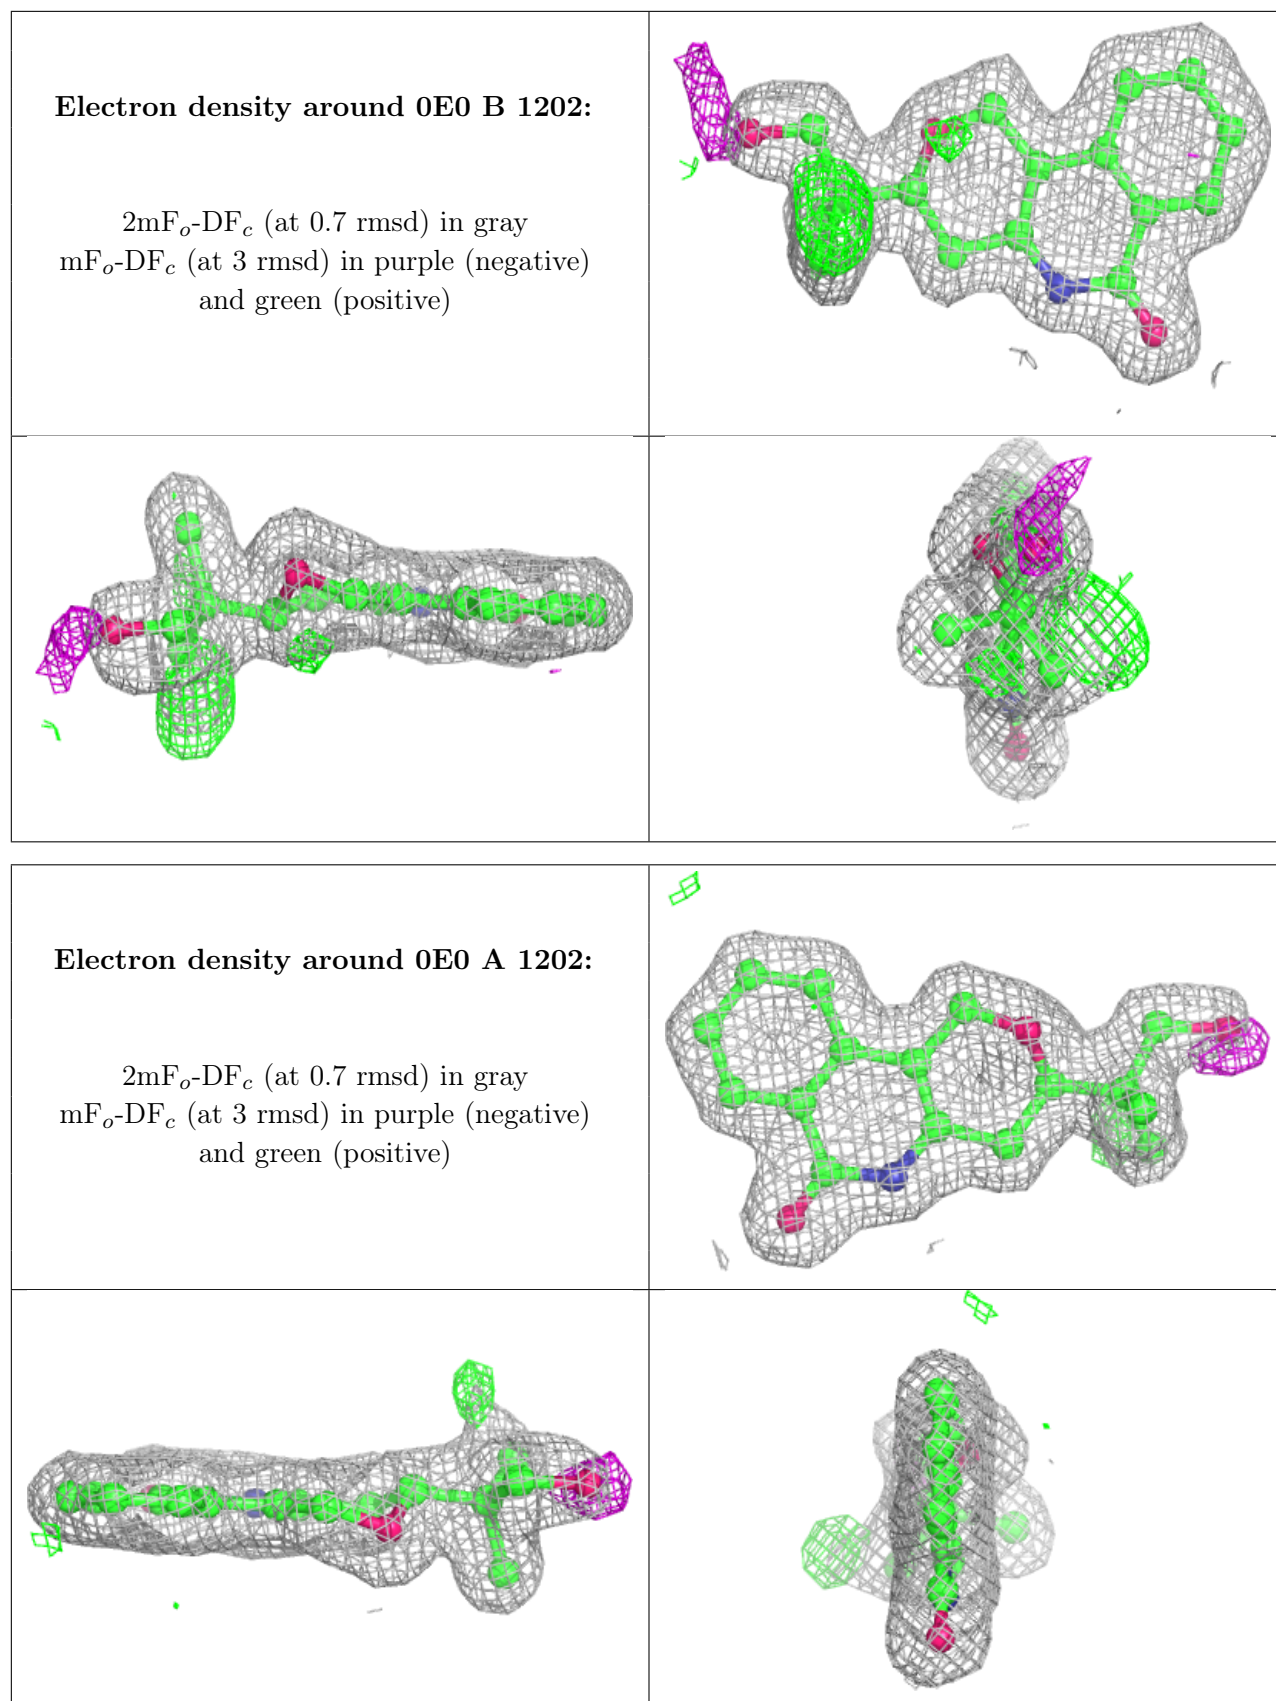 Electron density around 0E0 B 1202:
2mFo-DFc (at 0.7 rmsd) in gray
mFo-DFc (at 3 rmsd) in purple (negative)
and green (positive)
Electron density around 0E0 A 1202:
2mFo-DFc (at 0.7 rmsd) in gray
mFo-DFc (at 3 rmsd) in purple (negative)
and green (positive)